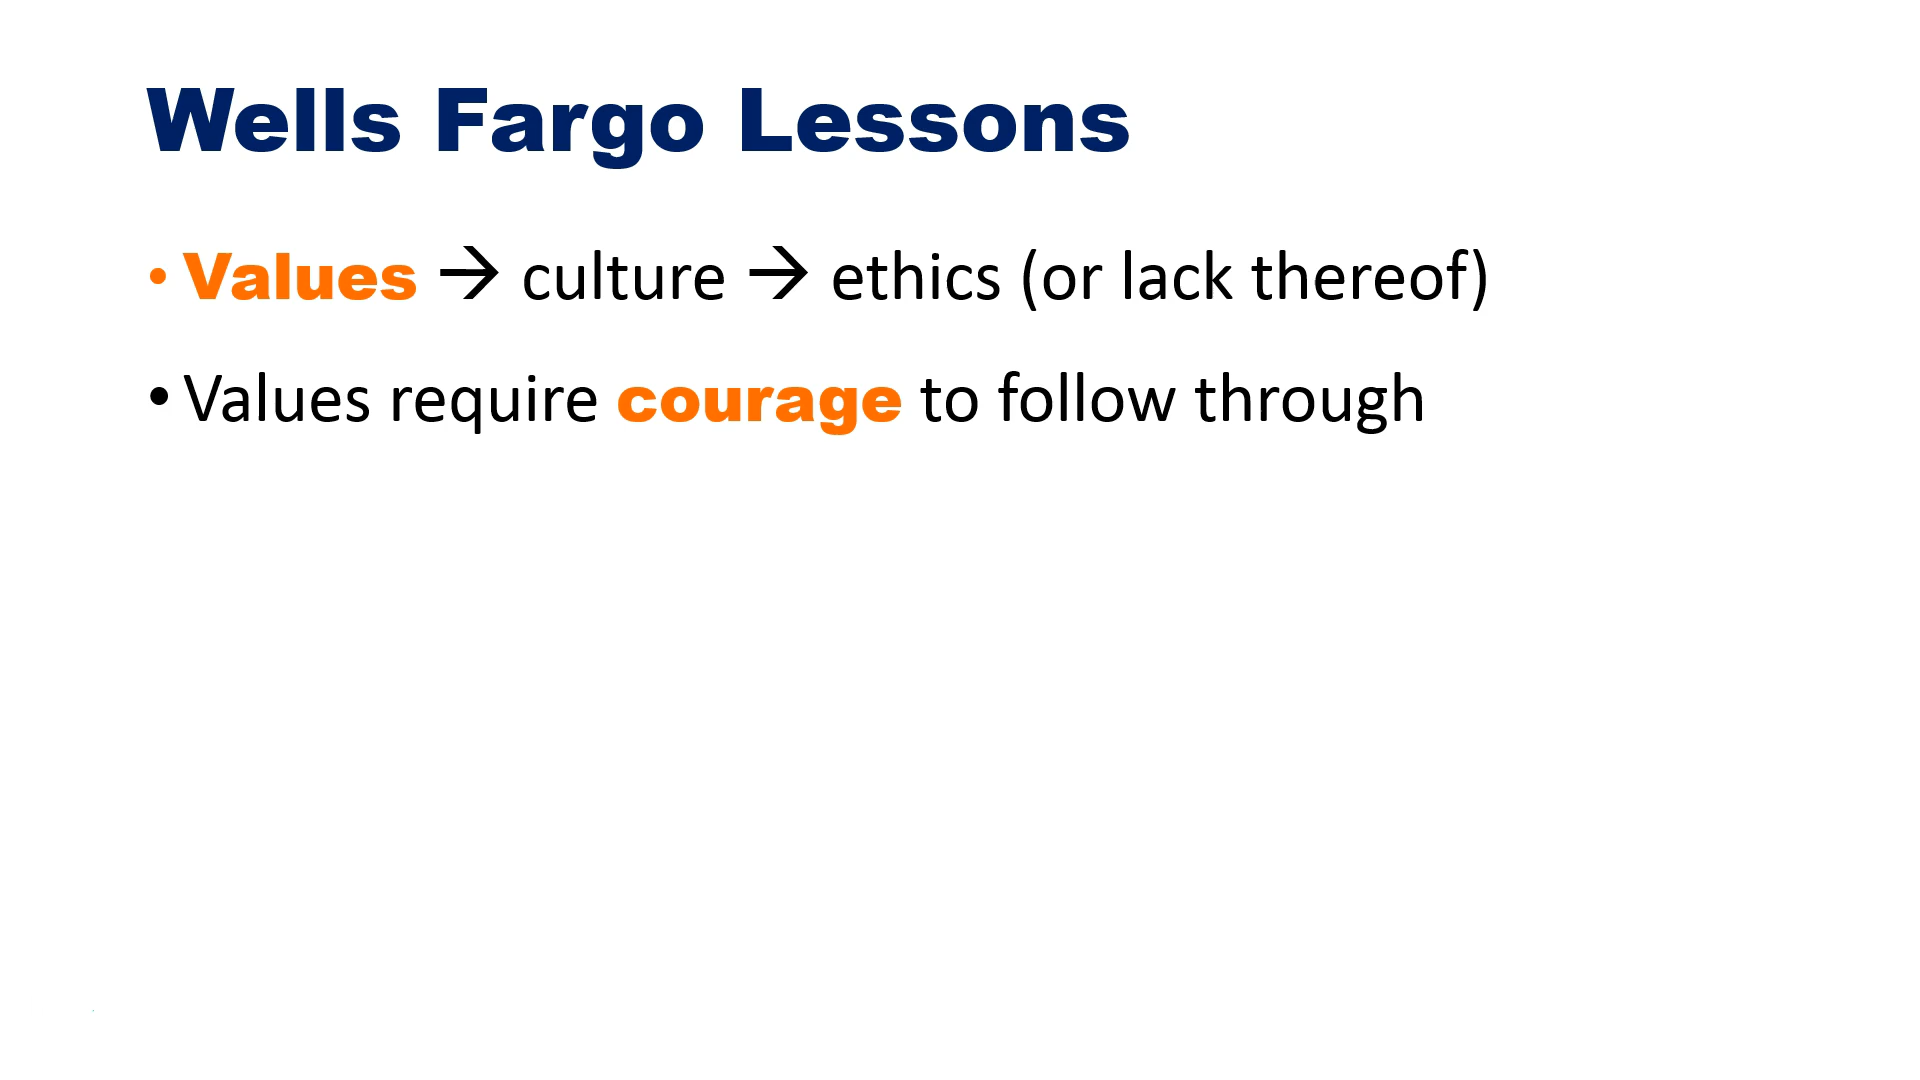 Wells Fargo Lessons
• Values → culture → ethics (or lack thereof)
• Values require courage to follow through